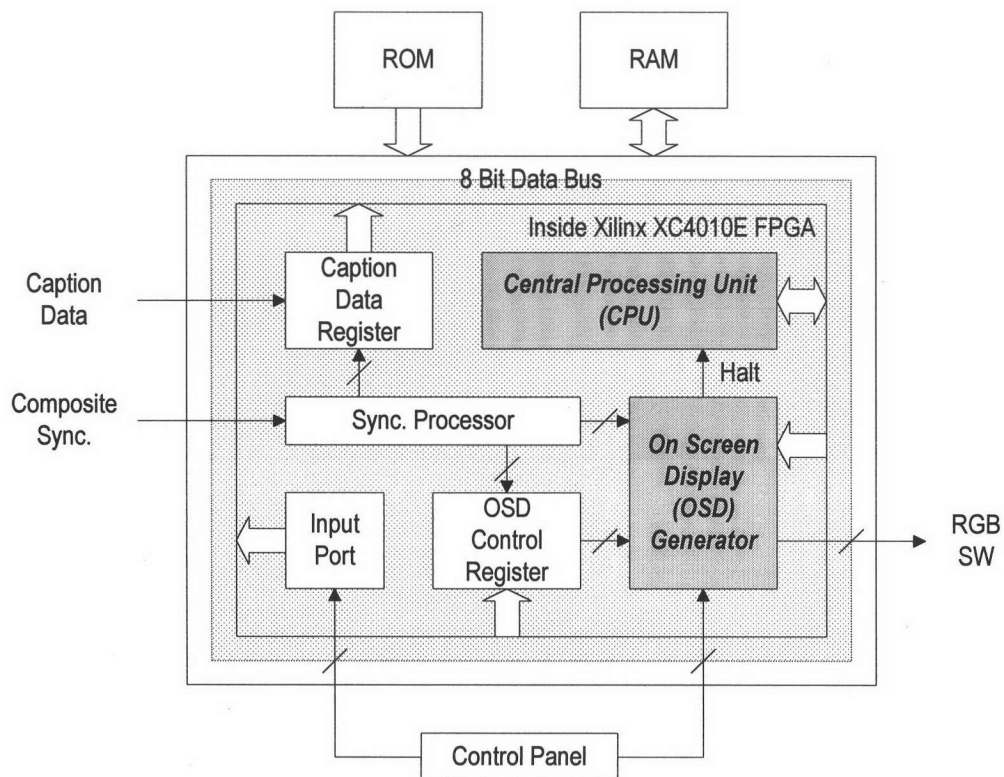 ROM
RAM
8 Bit Data Bus
Inside Xilinx XC4010E FPGA
Caption
Data
Caption
Data
Register
Central Processing Unit
(CPU)
Halt
Composite
Sync.
Sync. Processor
On Screen
Display
(OSD)
Generator
Input
Port
OSD
Control
Register
RGB
SW
Control Panel